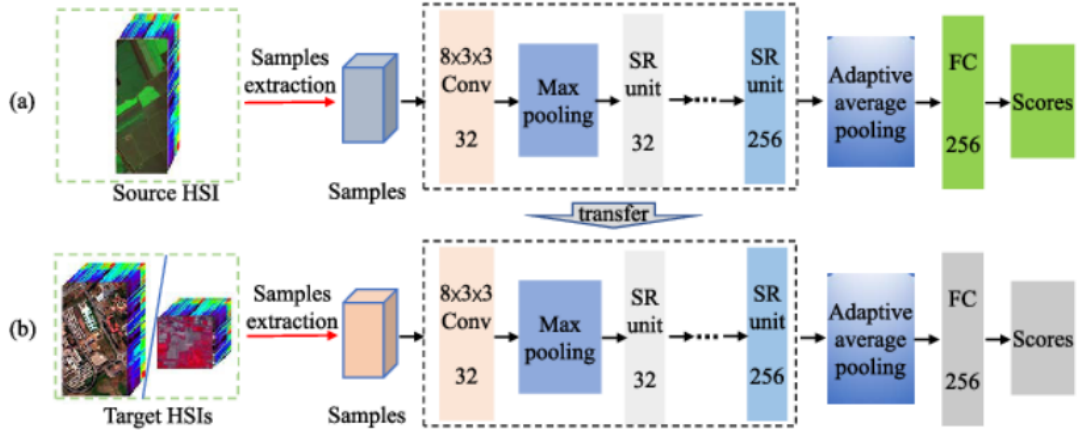 (a)
Source HSI
Samples
extraction
Samples
8x3x3
Conv
32
Max
pooling
SR
unit
32
SR
unit
256
Adaptive
average
pooling
FC
256
Scores
transfer
(b)
Target HSIs
Samples
extraction
Samples
8x3x3
Conv
32
Max
pooling
SR
unit
32
SR
unit
256
Adaptive
average
pooling
FC
256
Scores